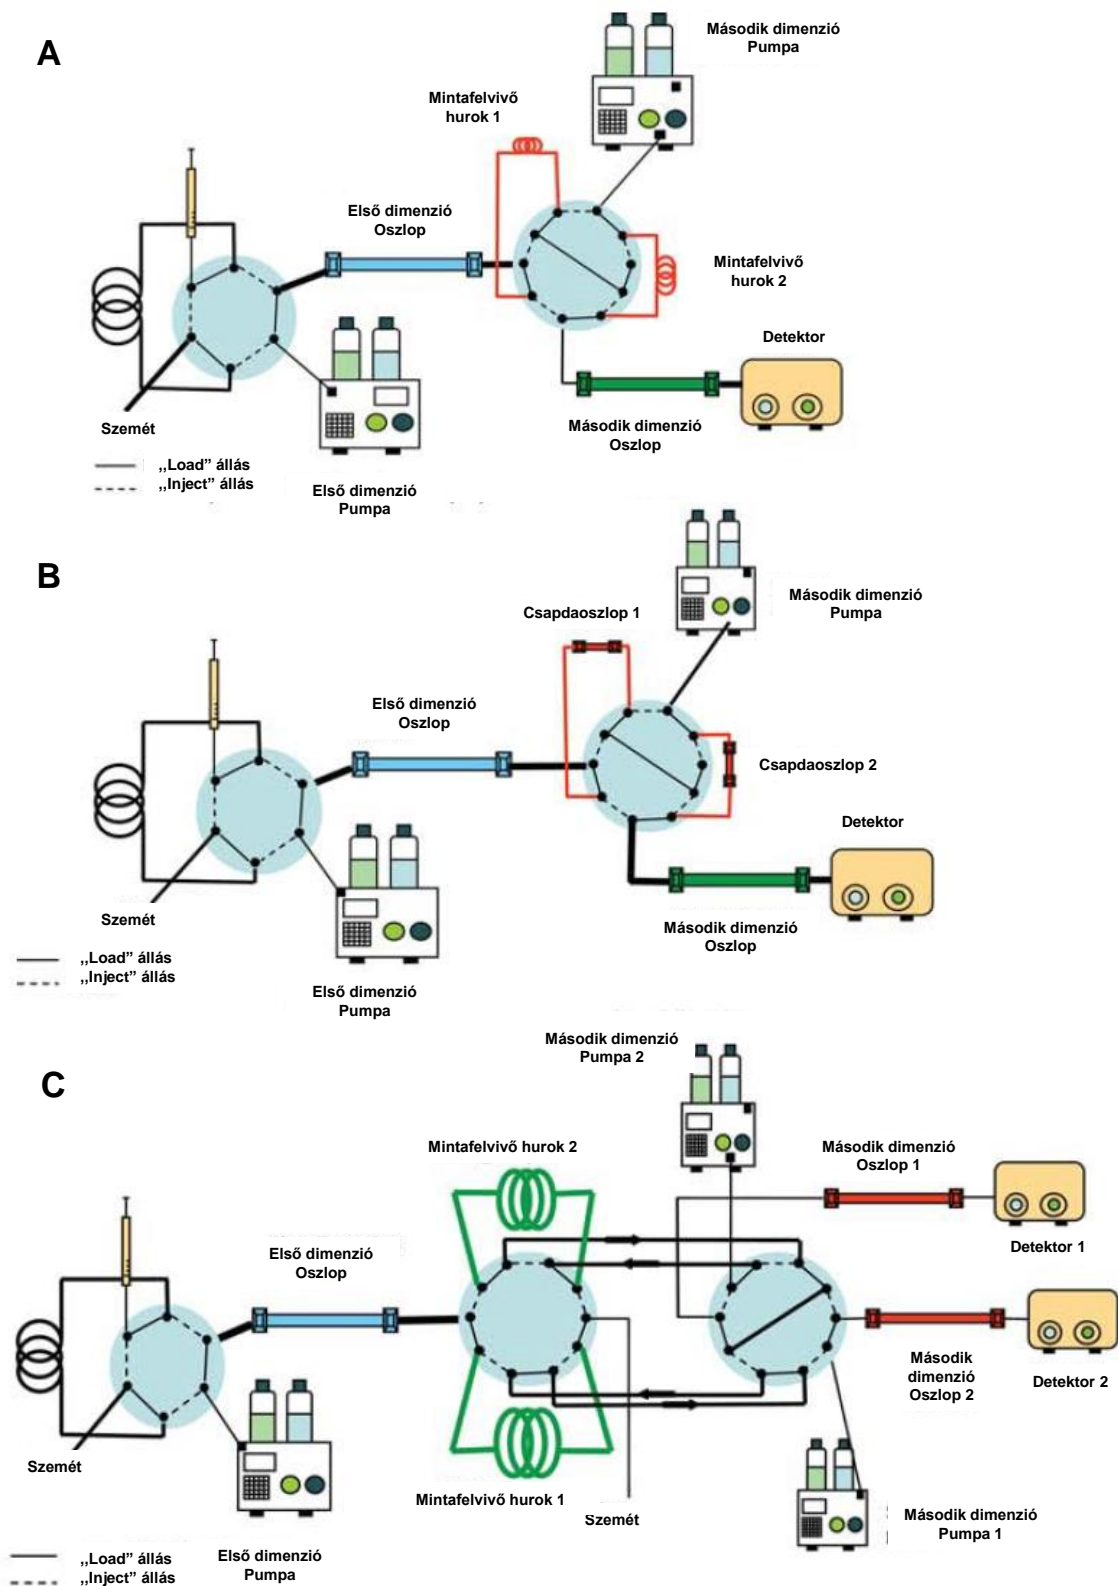 A
Második dimenzió
Pumpa
Mintafelvivő
hurok 1
Első dimenzió
Oszlop
Mintafelvivő
hurok 2
Detektor
Szemét
Második dimenzió
Oszlop
„Load” állás
„Inject” állás
Első dimenzió
Pumpa
B
Második dimenzió
Pumpa
Csapdaoszlop 1
Első dimenzió
Oszlop
Csapdaoszlop 2
Detektor
Szemét
Második dimenzió
Oszlop
„Load” állás
„Inject” állás
Első dimenzió
Pumpa
C
Második dimenzió
Pumpa 2
Mintafelvivő hurok 2
Második dimenzió
Oszlop 1
Első dimenzió
Oszlop
Detektor 1
Második
dimenzió
Oszlop 2
Detektor 2
Szemét
Mintafelvivő hurok 1
Szemét
Második dimenzió
Pumpa 1
„Load” állás
„Inject” állás
Első dimenzió
Pumpa